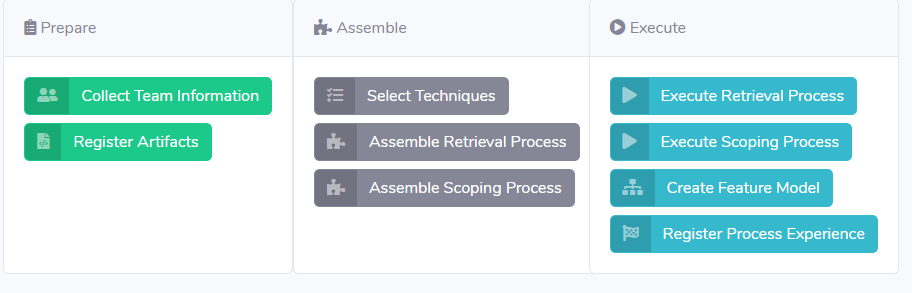 Prepare
Collect Team Information
Register Artifacts
Assemble
Select Techniques
Assemble Retrieval Process
Assemble Scoping Process
Execute
Execute Retrieval Process
Execute Scoping Process
Create Feature Model
Register Process Experience